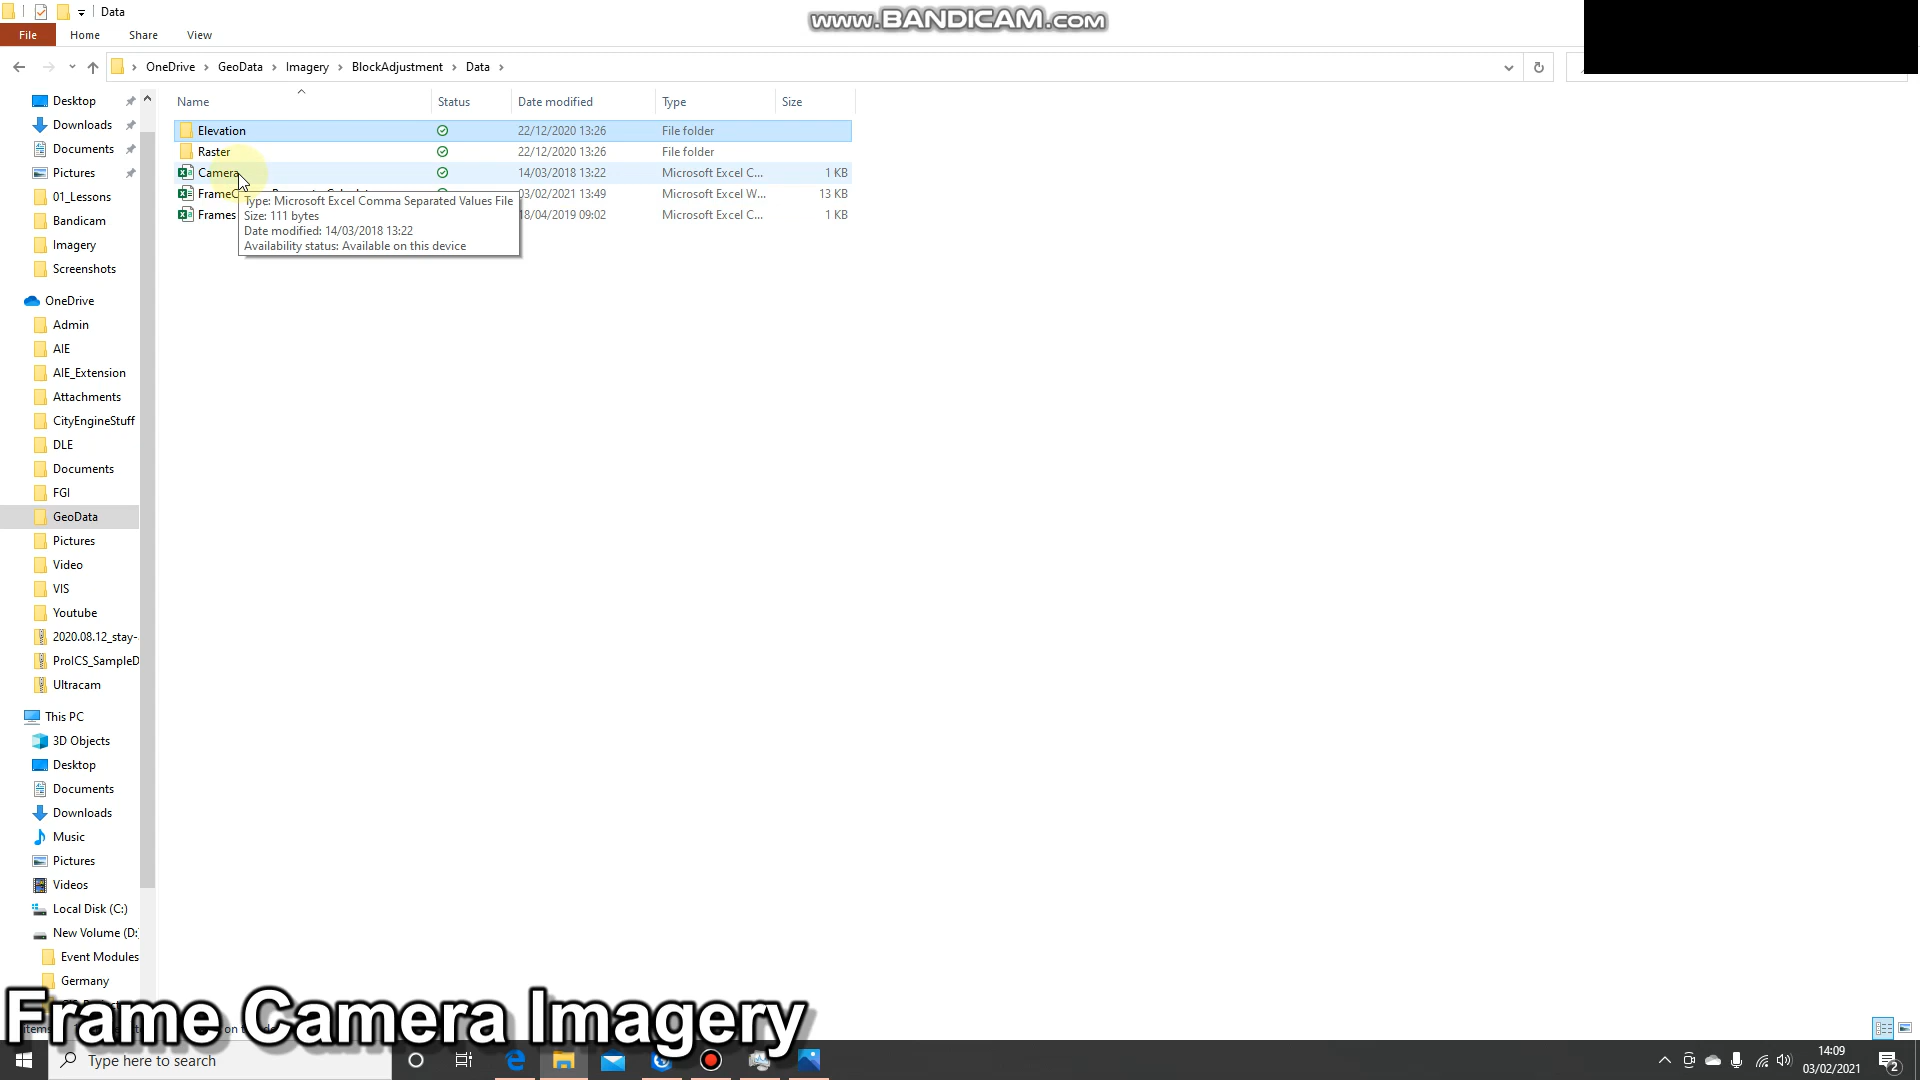 Data
www.BANDICAM.com
File Home Share View
OneDrive GeoData Imagery BlockAdjustment Data
Name Status Date modified Type Size
Elevation 22/12/2020 13:26 File folder
Raster 22/12/2020 13:26 File folder
Camera 14/03/2018 13:22 Microsoft Excel C... 1 KB
03/02/2021 13:49 Microsoft Excel W... 13 KB
Frames 18/04/2019 09:02 Microsoft Excel C... 1 KB
Type: Microsoft Excel Comma Separated Values File
Size: 111 bytes
Date modified: 14/03/2018 13:22
Availability status: Available on this device
Desktop
Downloads
Documents
Pictures
01_Lessons
Bandicam
Imagery
Screenshots
OneDrive
Admin
AIE
AIE_Extension
Attachments
CityEngineStuff
DLE
Documents
FGI
GeoData
Pictures
Video
VIS
Youtube
2020.08.12_stay-
ProICS_SampleD
Ultracam
This PC
3D Objects
Desktop
Documents
Downloads
Music
Pictures
Videos
Local Disk (C:)
New Volume (D:
Event Modules
Germany
Frame Camera Imagery
Type here to search
14:09
03/02/2021
2